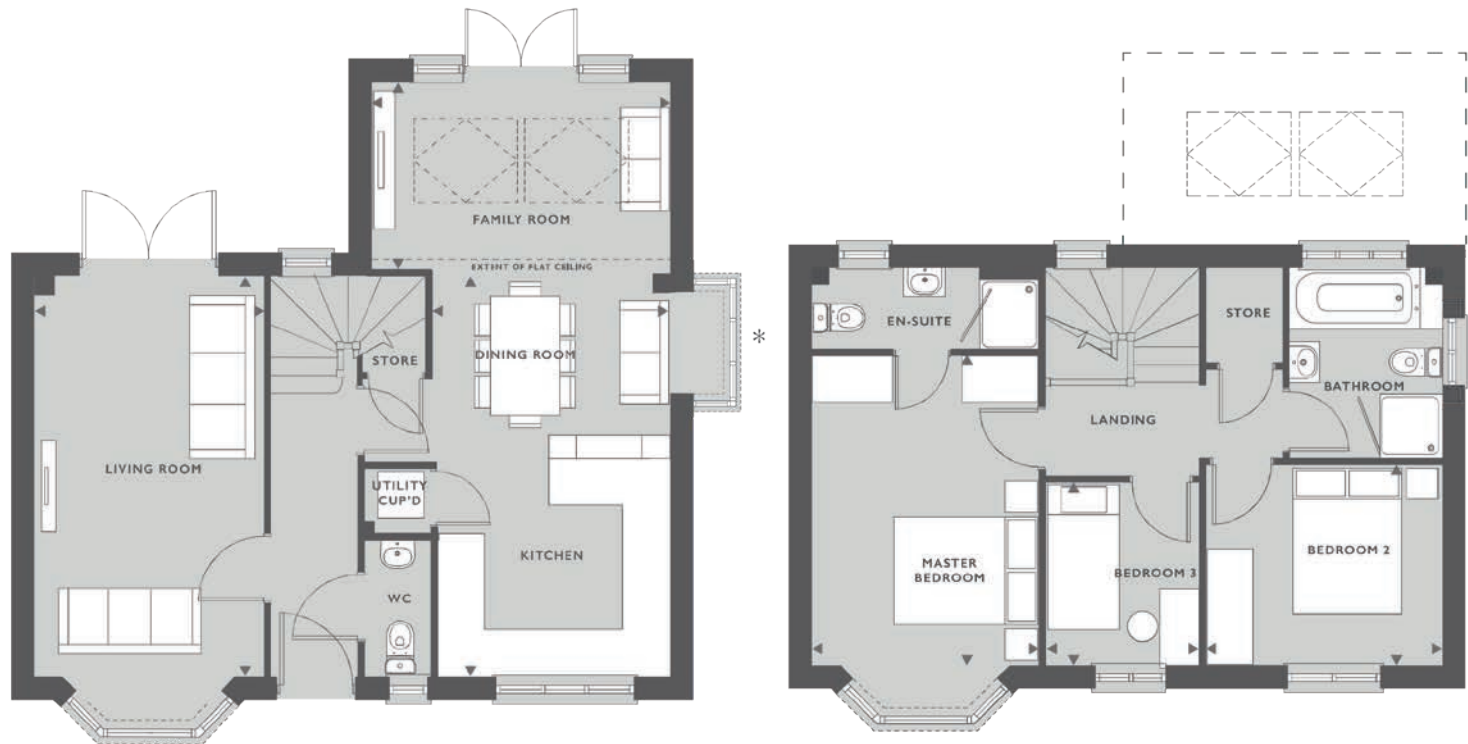 FAMILY ROOM
EXTENT OF FLAT CEILING
DINING ROOM
STORE
*
LIVING ROOM
UTILITY
CUP'D
KITCHEN
WC
EN-SUITE
STORE
BATHROOM
LANDING
MASTER
BEDROOM
BEDROOM 3
BEDROOM 2